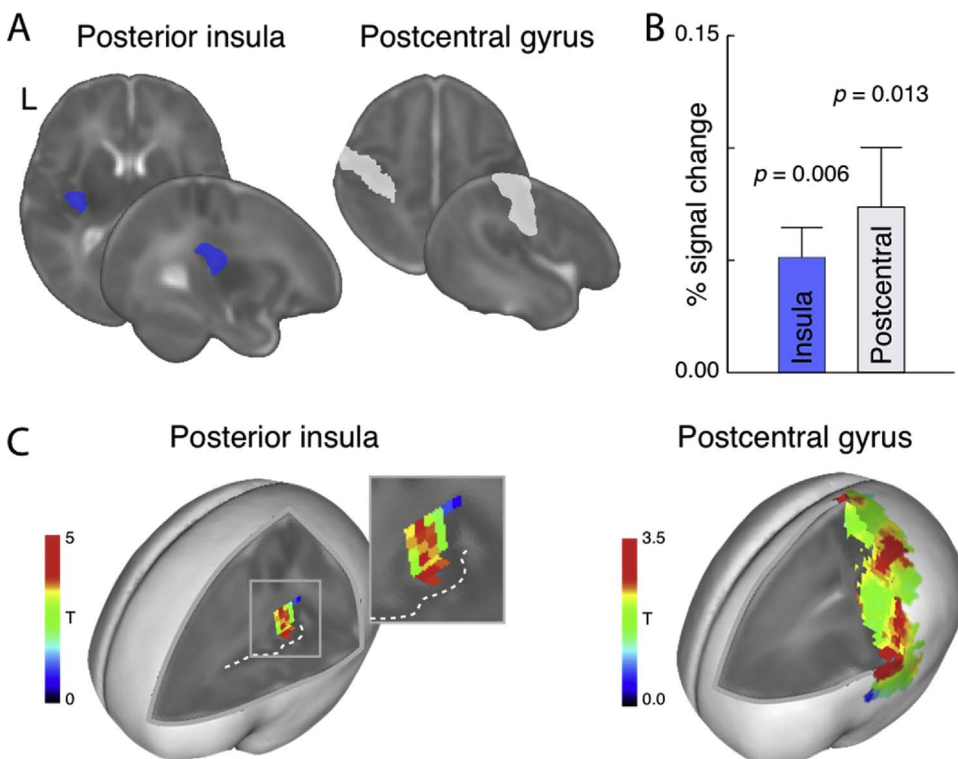 A
Posterior insula
Postcentral gyrus
L
B
0.15
% signal change
0.00
p = 0.013
p = 0.006
Insula
Postcentral
C
Posterior insula
5
T
0
Postcentral gyrus
3.5
T
0.0